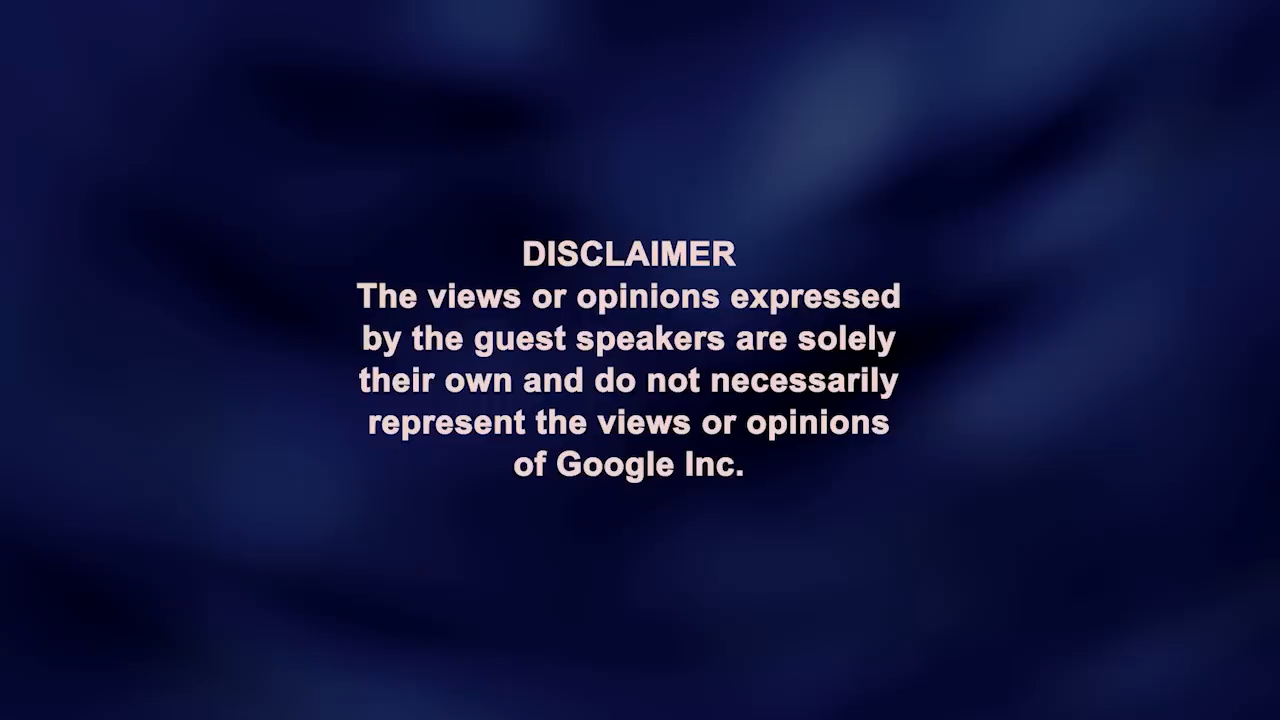 DISCLAIMER
The views or opinions expressed
by the guest speakers are solely
their own and do not necessarily
represent the views or opinions
of Google Inc.